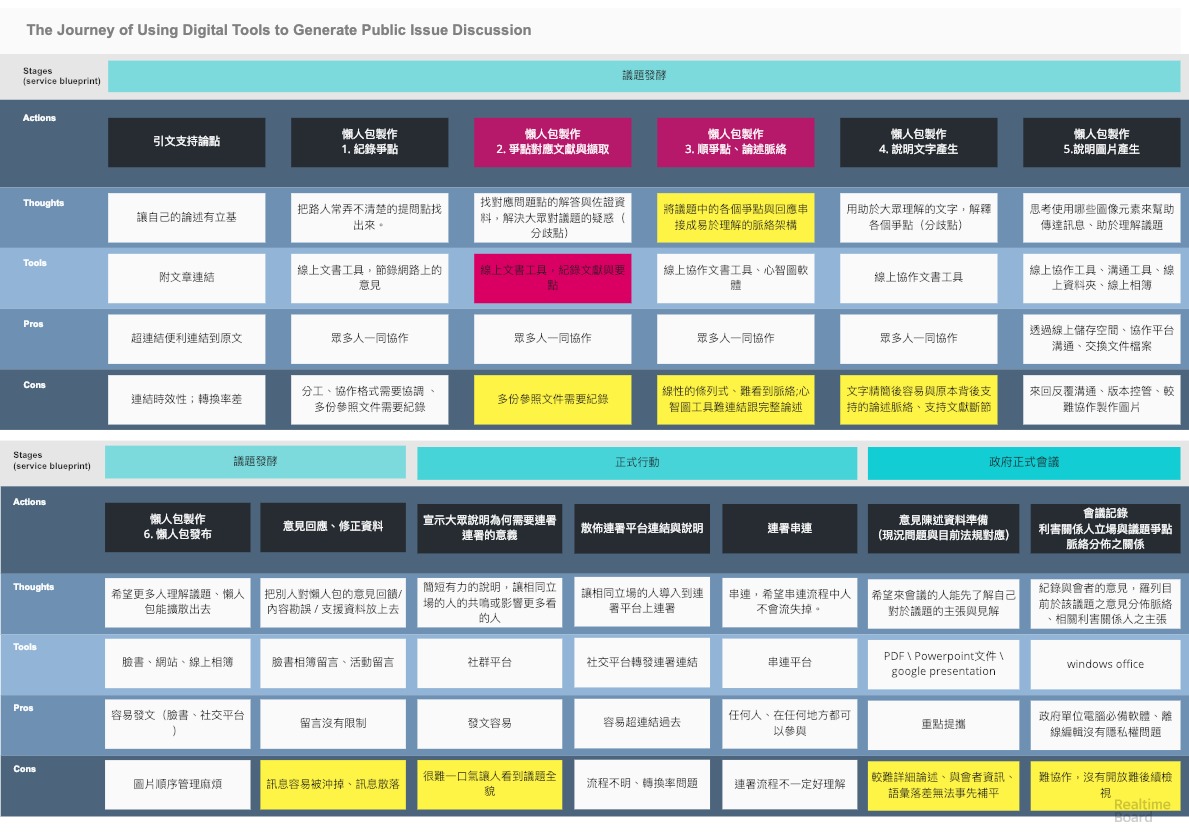 The Journey of Using Digital Tools to Generate Public Issue Discussion
Stages
(service blueprint)
議題發酵
Actions
引文支持論點
懶人包製作
1. 紀錄爭點
懶人包製作
2. 爭點對應文獻與擷取
懶人包製作
3. 順爭點、論述脈絡
懶人包製作
4. 說明文字產生
懶人包製作
5.說明圖片產生
Thoughts
讓自己的論述有立基
把路人常弄不清楚的提問點找
出來。
找對應問題點的解答與佐證資
料，解決大眾對議題的疑惑（
分歧點）
將議題中的各個爭點與回應串
接成易於理解的脈絡架構
用助於大眾理解的文字，解釋
各個爭點（分歧點）
思考使用哪些圖像元素來幫助
傳達訊息、助於理解議題
Tools
附文章連結
線上文書工具，節錄網路上的
意見
線上文書工具，紀錄文獻與要
點
線上協作文書工具、心智圖軟
體
線上協作文書工具
線上協作工具、溝通工具、線
上資料夾、線上相簿
Pros
超連結便利連結到原文
眾多人一同協作
眾多人一同協作
眾多人一同協作
眾多人一同協作
透過線上儲存空間、協作平台
溝通、交換文件檔案
Cons
連結時效性；轉換率差
分工、協作格式需要協調 、
多份參照文件需要紀錄
多份參照文件需要紀錄
線性的條列式、難看到脈絡;心
智圖工具難連結跟完整論述
文字精簡後容易與原本背後支
持的論述脈絡、支持文獻斷節
來回反覆溝通、版本控管、較
難協作製作圖片
Stages
(service blueprint)
議題發酵
正式行動
政府正式會議
Actions
懶人包製作
6. 懶人包發布
意見回應、修正資料
宣示大眾說明為何需要連署
連署的意義
散佈連署平台連結與說明
連署串連
意見陳述資料準備
(現況問題與目前法規對應)
會議記錄
利害關係人立場與議題爭點
脈絡分佈之關係
Thoughts
希望更多人理解議題、懶人
包能擴散出去
把別人對懶人包的意見回饋/
內容勘誤 / 支援資料放上去
簡短有力的說明，讓相同立
場的人的共鳴或影響更多看
的人
讓相同立場的人導入到連
署平台上連署
串連，希望串連流程中人
不會流失掉。
希望來會議的人能先了解自己
對於議題的主張與見解
紀錄與會者的意見，羅列目
前於該議題之意見分佈脈絡
、相關利害關係人之主張
Tools
臉書、網站、線上相簿
臉書相簿留言、活動留言
社群平台
社交平台轉發連署連結
串連平台
PDF \ Powerpoint文件 \
google presentation
windows office
Pros
容易發文（臉書、社交平台
）
留言沒有限制
發文容易
容易超連結過去
任何人、在任何地方都可
以參與
重點提攜
政府單位電腦必備軟體、離
線編輯沒有隱私權問題
Cons
圖片順序管理麻煩
訊息容易被沖掉、訊息散落
很難一口氣讓人看到議題全
貌
流程不明、轉換率問題
連署流程不一定好理解
較難詳細論述、與會者資訊、
語彙落差無法事先補平
難協作，沒有開放難後續檢
視
Realtime
Board